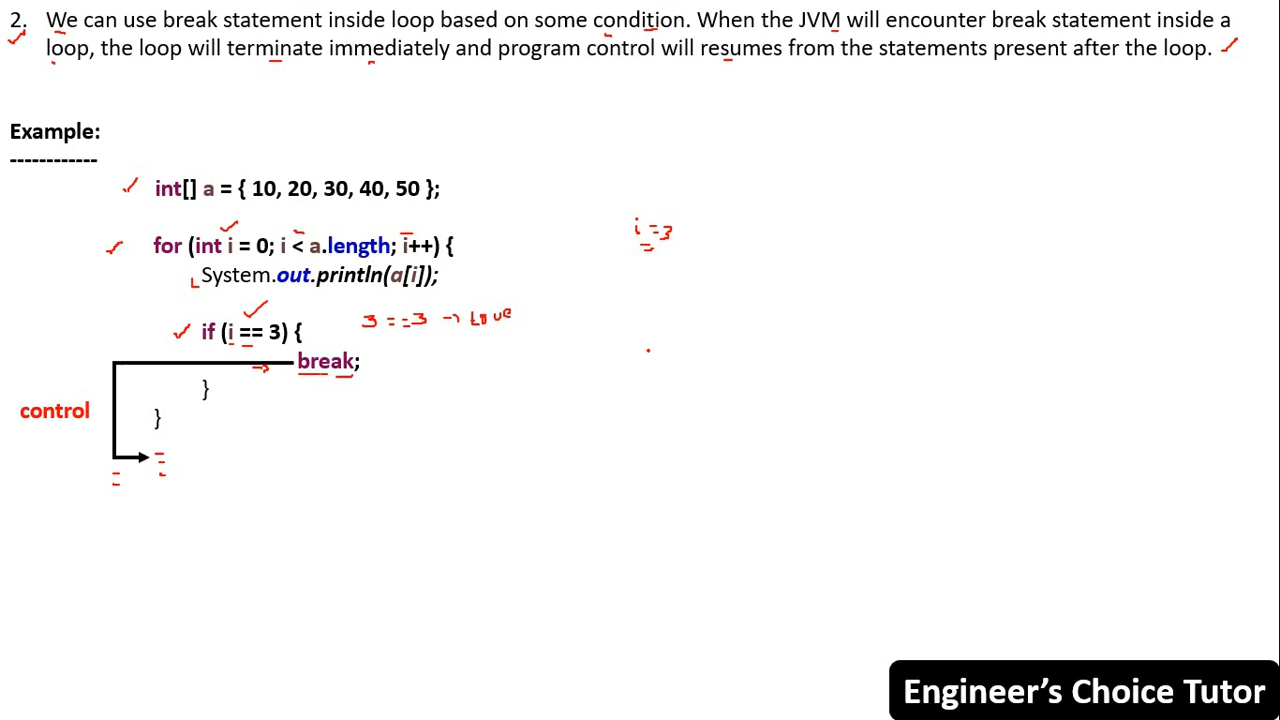 2. We can use break statement inside loop based on some condition. When the JVM will encounter break statement inside a
loop, the loop will terminate immediately and program control will resumes from the statements present after the loop.
Example:
------------
int[] a = { 10, 20, 30, 40, 50 };
for (int i = 0; i < a.length; i++) {
i = 3
System.out.println(a[i]);
if (i == 3) {
3 == 3 → true
break;
}
control
}
Engineer's Choice Tutor